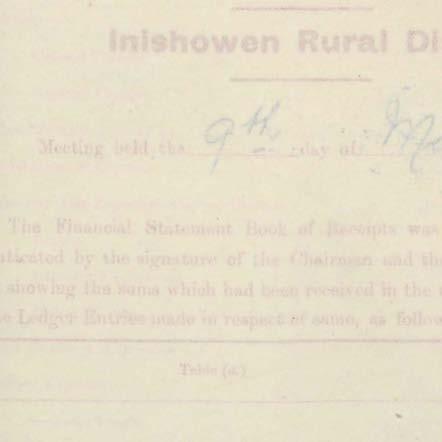 Inishowen Rural Di
Meeting held the 9th day of
The Financial Statement Book of Receipts was
ticated by the signature of the Chairman and the
showing the sums which had been received in the
Ledger Entries made in respect of same, as follow
Table (a.)